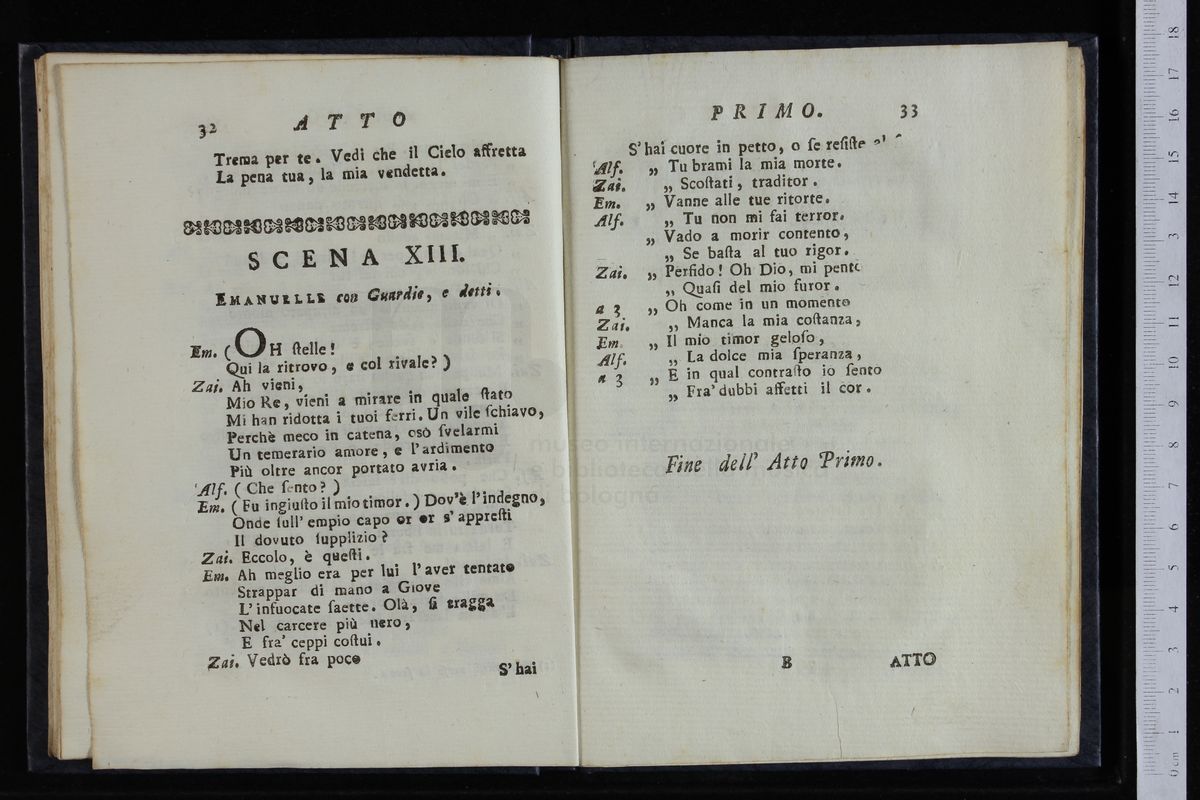 32 ATTO
Trema per te. Vedi che il Cielo affretta
La pena tua, la mia vendetta.
SCENA XIII.
EMANUELLE con Guardie, e detti.
Em. (OH ſtelle!
Qui la ritrovo, e col rivale?)
Zai. Ah vieni,
Mio Re, vieni a mirare in quale ſtato
Mi han ridotta i tuoi ferri. Un vile ſchiavo,
Perchè meco in catena, osò ſvelarmi
Un temerario amore, e l'ardimento
Più oltre ancor portato avria.
Alf. (Che ſento?)
Em. (Fu ingiuſto il mio timor.) Dov'è l'indegno,
Onde ſull' empio capo or or s' appreſti
Il dovuto ſupplizio?
Zai. Eccolo, è queſti.
Em. Ah meglio era per lui l'aver tentato
Strappar di mano a Giove
L'infuocate ſaette. Olà, ſi tragga
Nel carcere più nero,
E fra' ceppi coſtui.
Zai. Vedrò fra poco
S'hai
PRIMO. 33
S'hai cuore in petto, o ſe reſiſte
Alf. „ Tu brami la mia morte.
Zai. „ Scoſtati, traditor.
Em. „ Vanne alle tue ritorte.
Alf. „ Tu non mi fai terror.
„ Vado a morir contento,
„ Se baſta al tuo rigor.
Zai. „ Perfido! Oh Dio, mi pento
„ Quaſi del mio furor.
a 3 „ Oh come in un momento
Zai. „ Manca la mia coſtanza,
Em „ Il mio timor geloſo,
Alf. „ La dolce mia ſperanza,
a 3 „ E in qual contraſto io ſento
„ Fra' dubbi affetti il cor.
Fine dell' Atto Primo.
B ATTO
museo internazionale
e biblioteca della musica
di bologna